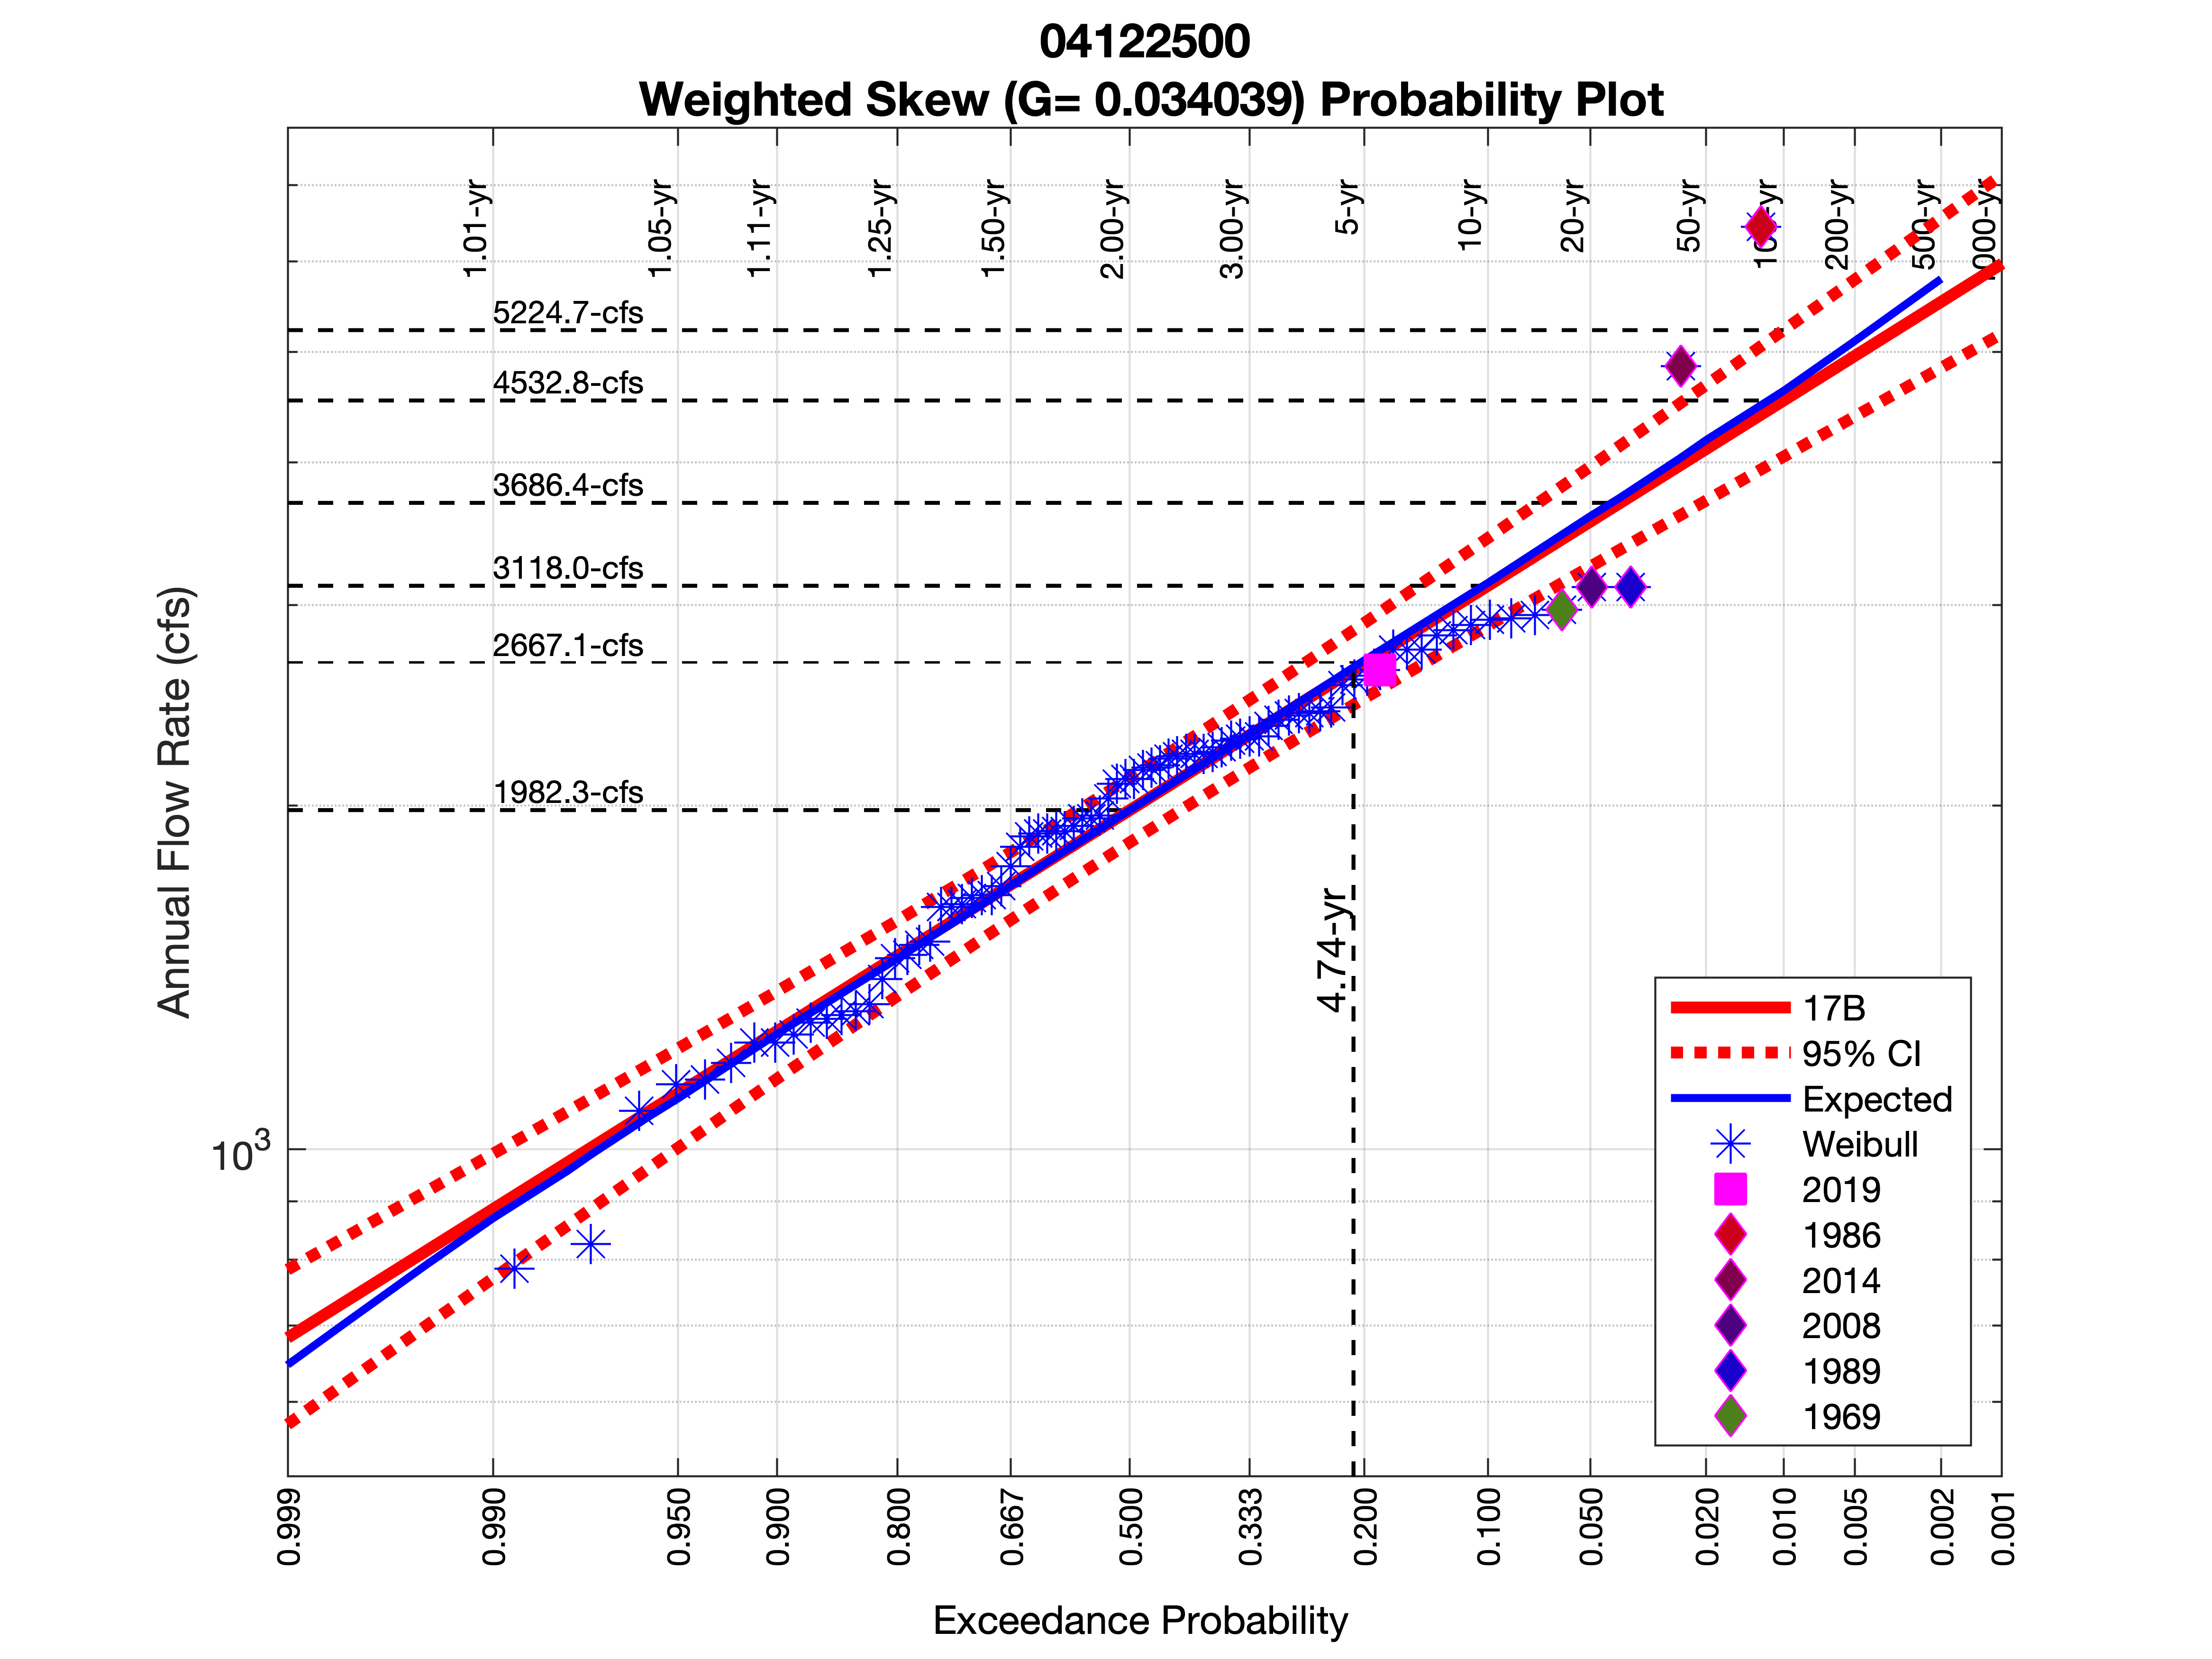 04122500
Weighted Skew (G= 0.034039) Probability Plot
1.01-yr
1.05-yr
1.11-yr
1.25-yr
1.50-yr
2.00-yr
3.00-yr
5-yr
10-yr
20-yr
50-yr
200-yr
500-yr
5224.7-cfs
4532.8-cfs
3686.4-cfs
3118.0-cfs
2667.1-cfs
1982.3-cfs
4.74-yr
Annual Flow Rate (cfs)
10³
17B
95% CI
Expected
Weibull
2019
1986
2014
2008
1989
1969
0.999
0.990
0.950
0.900
0.800
0.667
0.500
0.333
0.200
0.100
0.050
0.020
0.010
0.005
0.002
0.001
Exceedance Probability